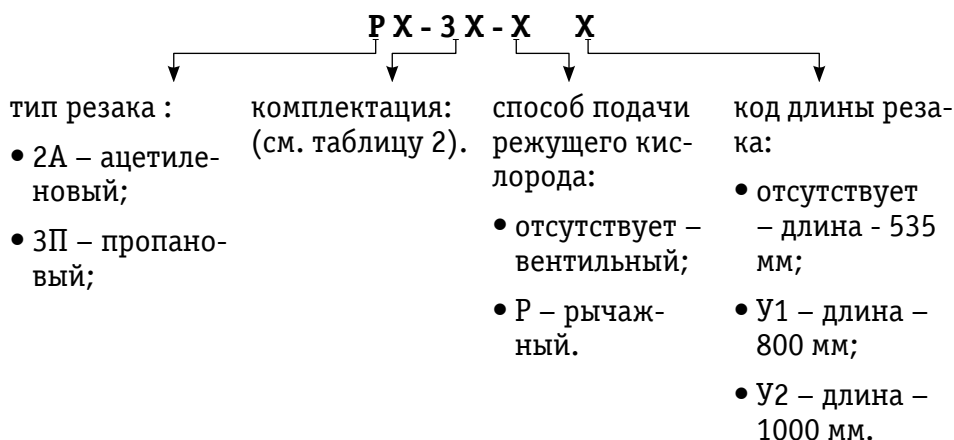 Р Х - 3 Х - Х Х
тип резака :
• 2А – ацетиле-
новый;
• 3П – пропано-
вый;
комплектация:
(см. таблицу 2).
способ подачи
режущего кис-
лорода:
• отсутствует –
вентильный;
• Р – рычаж-
ный.
код длины реза-
ка:
• отсутствует
– длина - 535
мм;
• У1 – длина –
800 мм;
• У2 – длина –
1000 мм.